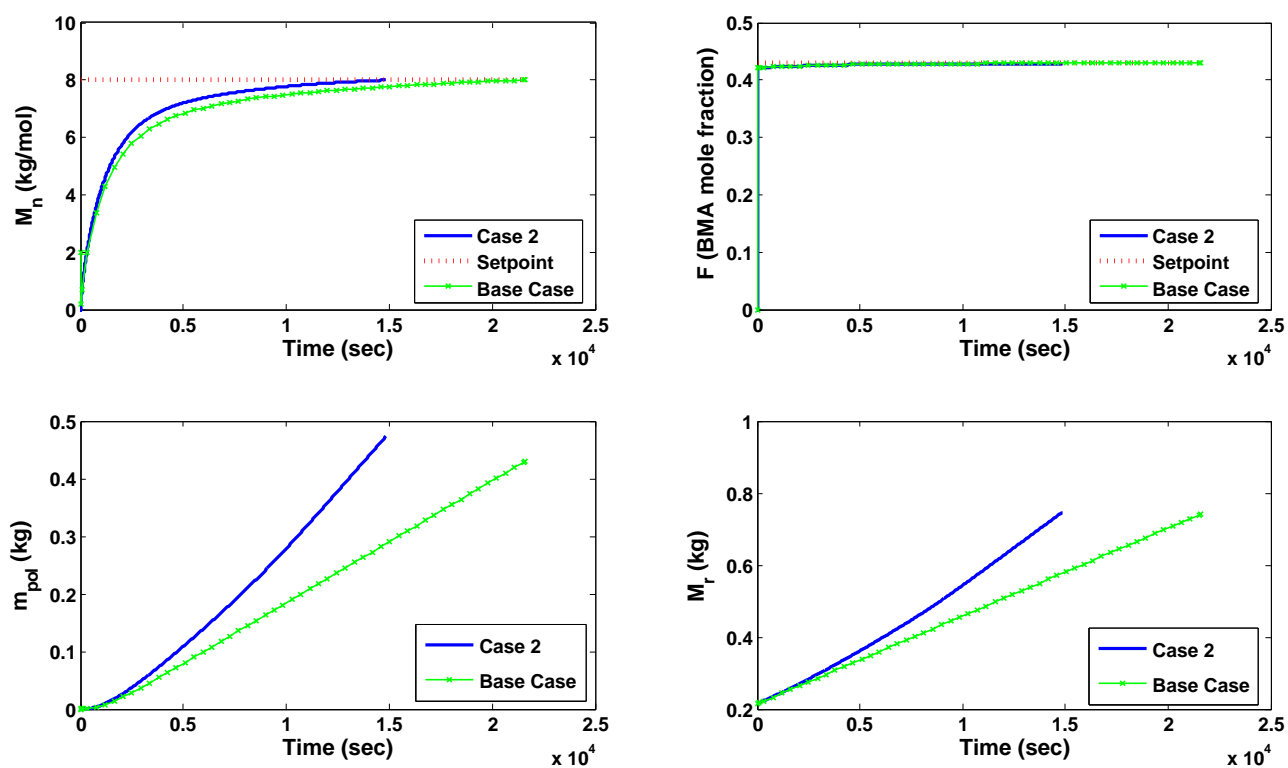 10
8
6
4
2
0
M_n (kg/mol)
0 0.5 1 1.5 2 2.5
Time (sec)
x 10^4
Case 2
Setpoint
Base Case
0.5
0.4
0.3
0.2
0.1
0
F (BMA mole fraction)
0 0.5 1 1.5 2 2.5
Time (sec)
x 10^4
Case 2
Setpoint
Base Case
0.5
0.4
0.3
0.2
0.1
0
m_pol (kg)
0 0.5 1 1.5 2 2.5
Time (sec)
x 10^4
Case 2
Base Case
1
0.8
0.6
0.4
0.2
M_r (kg)
0 0.5 1 1.5 2 2.5
Time (sec)
x 10^4
Case 2
Base Case